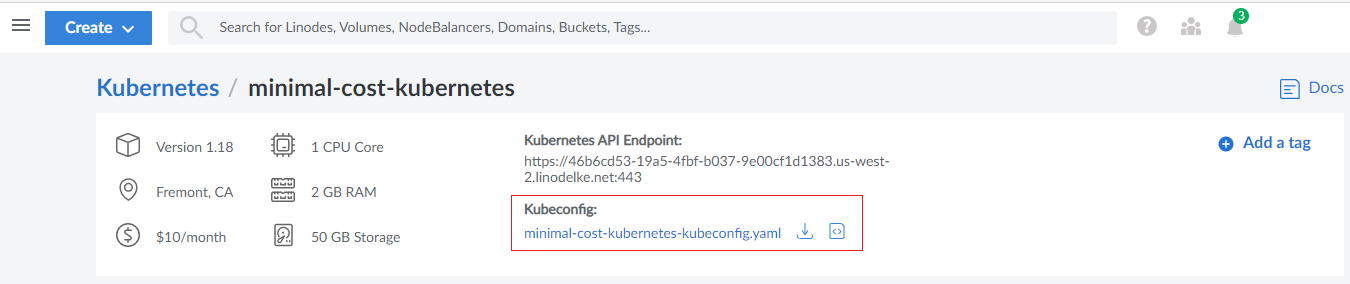 Create
Search for Linodes, Volumes, NodeBalancers, Domains, Buckets, Tags...
3
Kubernetes / minimal-cost-kubernetes
Docs
Version 1.18
1 CPU Core
Fremont, CA
2 GB RAM
$10/month
50 GB Storage
Kubernetes API Endpoint:
https://46b6cd53-19a5-4fbf-b037-9e00cf1d1383.us-west-
2.linodelke.net:443
Kubeconfig:
minimal-cost-kubernetes-kubeconfig.yaml
Add a tag